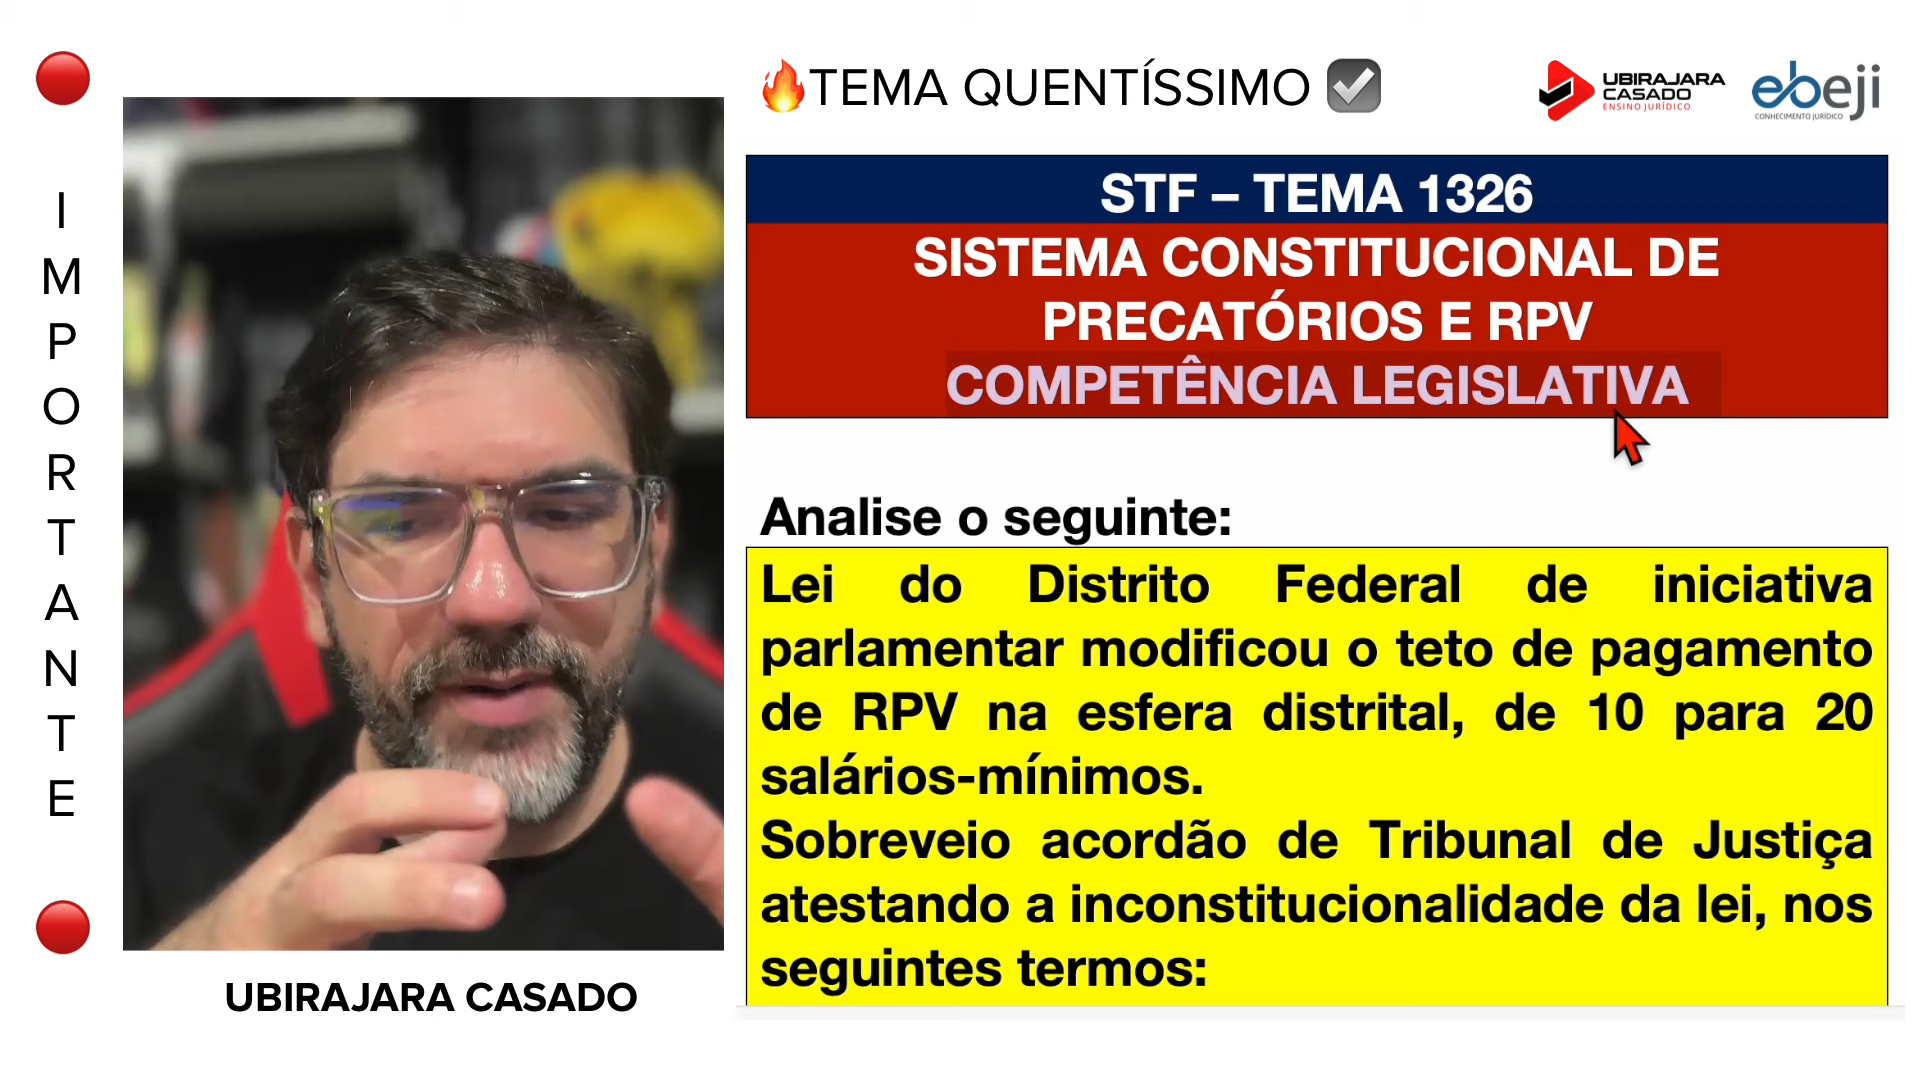 TEMA QUENTÍSSIMO
UBIRAJARA
CASADO
ENSINO JURÍDICO
ebeji
CONHECIMENTO JURÍDICO
IMPORTANTE
STF – TEMA 1326
SISTEMA CONSTITUCIONAL DE
PRECATÓRIOS E RPV
COMPETÊNCIA LEGISLATIVA
Analise o seguinte:
Lei do Distrito Federal de iniciativa
parlamentar modificou o teto de pagamento
de RPV na esfera distrital, de 10 para 20
salários-mínimos.
Sobreveio acordão de Tribunal de Justiça
atestando a inconstitucionalidade da lei, nos
seguintes termos:
UBIRAJARA CASADO